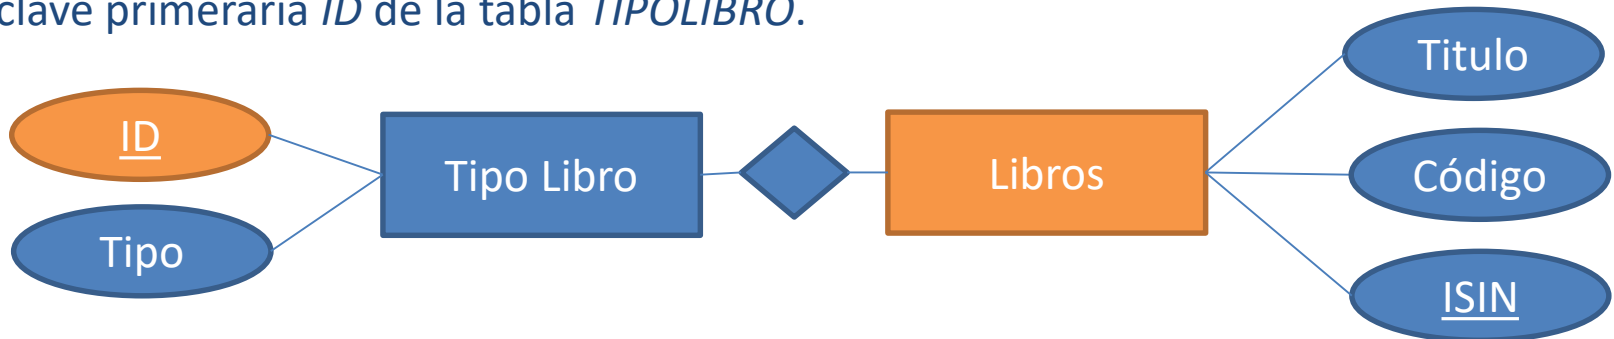 clave primeraria ID de la tabla TIPOLIBRO.
Titulo
ID
Tipo Libro
Libros
Código
Tipo
ISIN